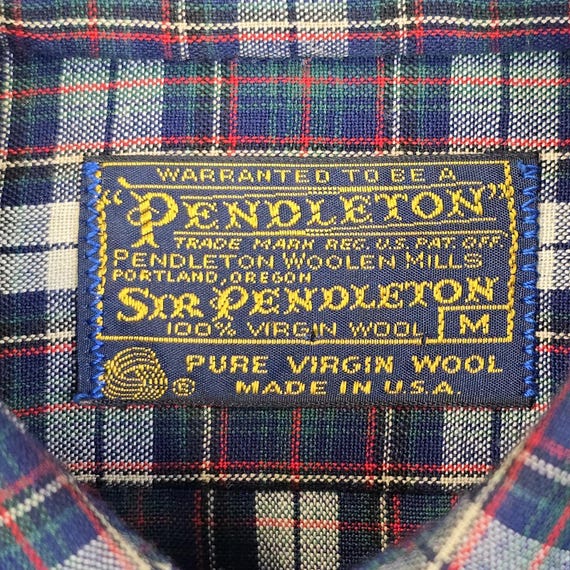 WARRANTED TO BE A
"PENDLETON"
TRADE MARK REG. U.S. PAT. OFF.
PENDLETON WOOLEN MILLS
PORTLAND, OREGON
SIR PENDLETON
100% VIRGIN WOOL M
® PURE VIRGIN WOOL
MADE IN U.S.A.